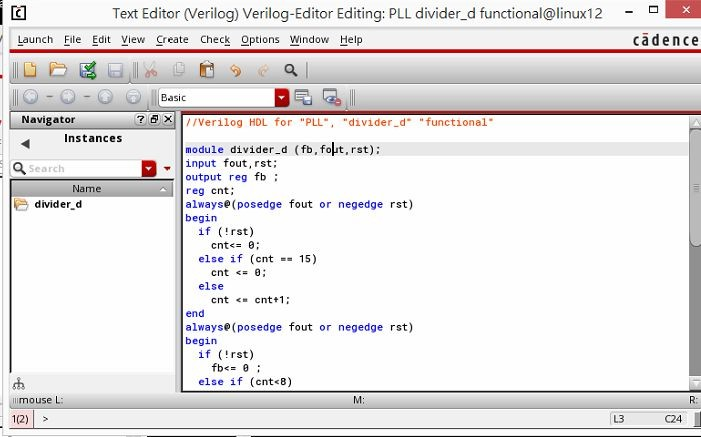 Text Editor (Verilog) Verilog-Editor Editing: PLL divider_d functional@linux12
Launch File Edit View Create Check Options Window Help
cādence
Basic
Navigator
Instances
Search
Name
divider_d
//Verilog HDL for "PLL", "divider_d" "functional"
module divider_d (fb,fout,rst);
input fout,rst;
output reg fb ;
reg cnt;
always@(posedge fout or negedge rst)
begin
if (!rst)
cnt<= 0;
else if (cnt == 15)
cnt <= 0;
else
cnt <= cnt+1;
end
always@(posedge fout or negedge rst)
begin
if (!rst)
fb<= 0 ;
else if (cnt<8)
mouse L: M: R:
1(2) > L3 C24